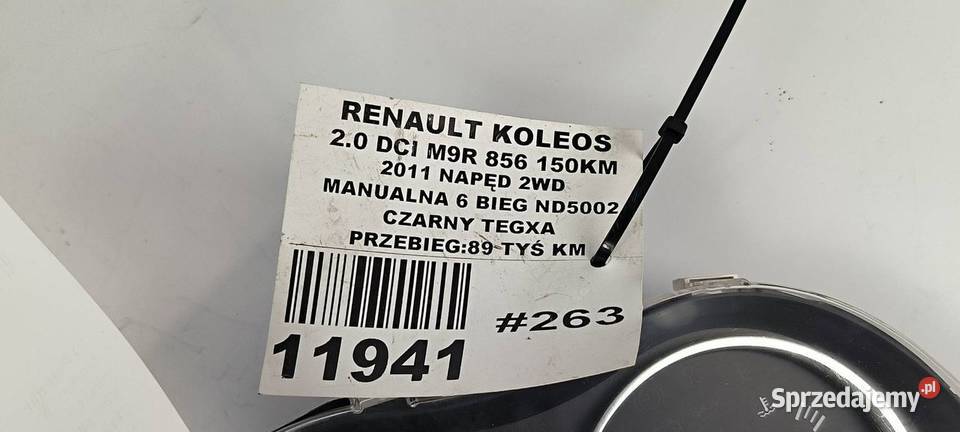 RENAULT KOLEOS
2.0 DCI M9R 856 150KM
2011 NAPĘD 2WD
MANUALNA 6 BIEG ND5002
CZARNY TEGXA
PRZEBIEG:89 TYŚ KM
#263
11941
Sprzedajemy.pl